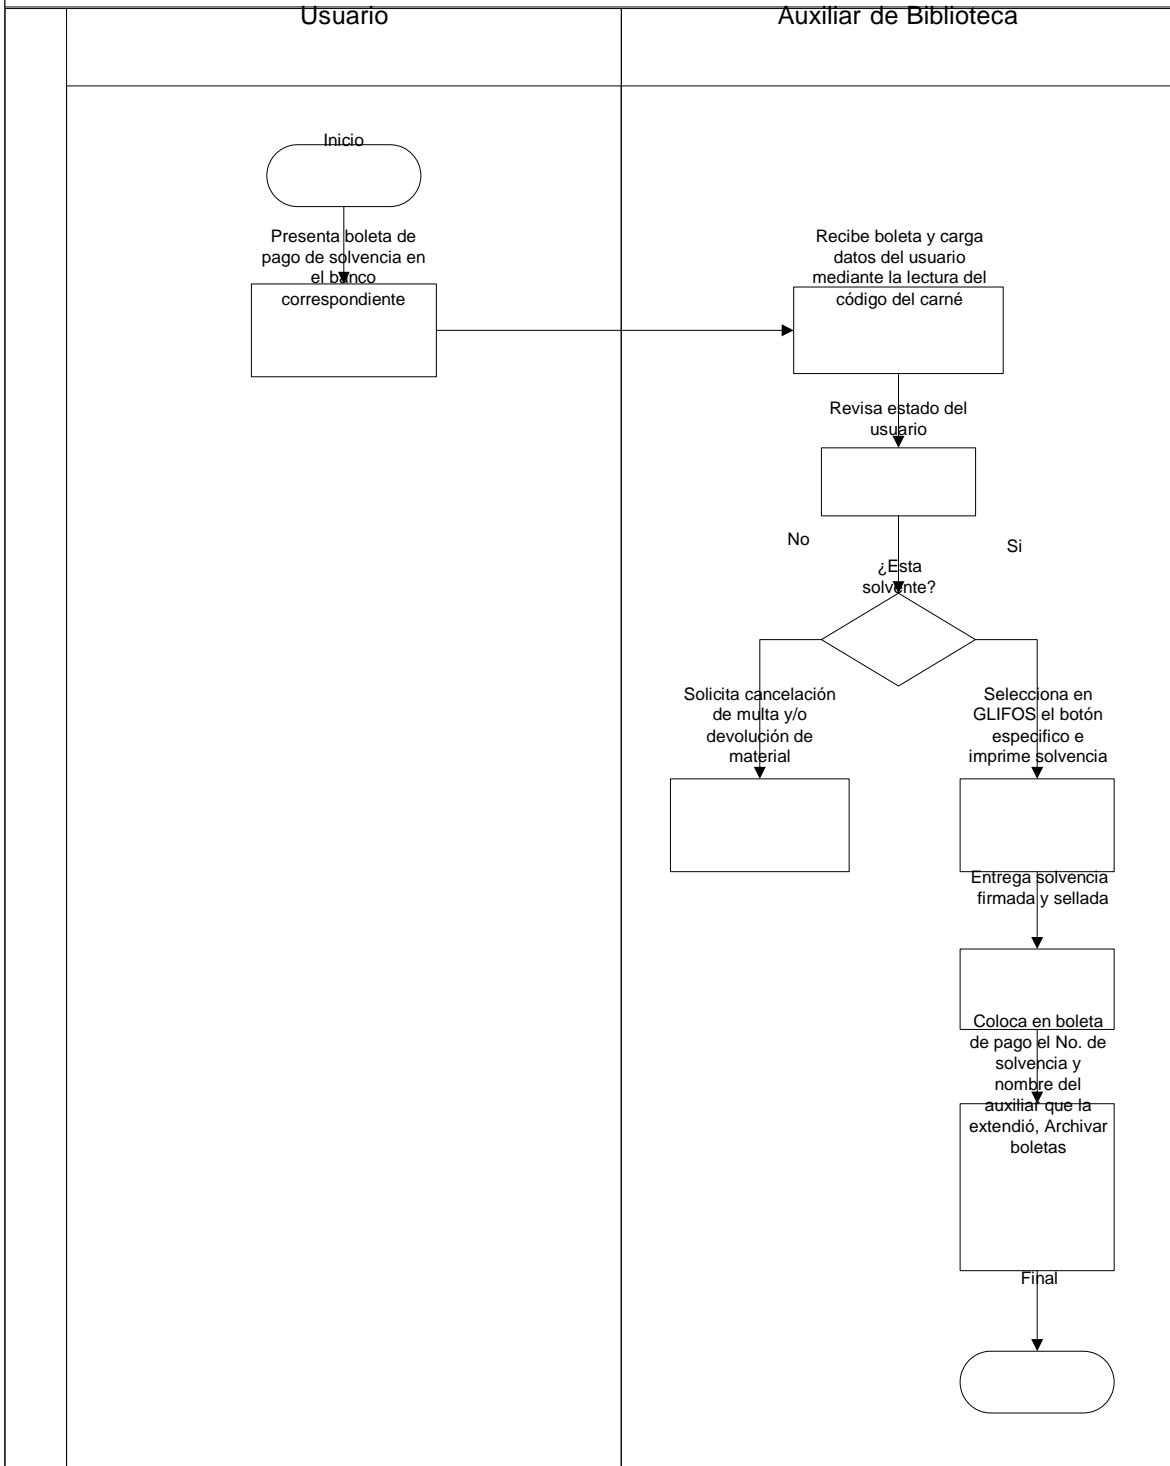 Usuario
Auxiliar de Biblioteca
Inicio
Presenta boleta de
pago de solvencia en
el banco
correspondiente
Recibe boleta y carga
datos del usuario
mediante la lectura del
código del carné
Revisa estado del
usuario
No
Si
¿Esta
solvente?
Solicita cancelación
de multa y/o
devolución de
material
Selecciona en
GLIFOS el botón
especifico e
imprime solvencia
Entrega solvencia
firmada y sellada
Coloca en boleta
de pago el No. de
solvencia y
nombre del
auxiliar que la
extendió, Archivar
boletas
Final